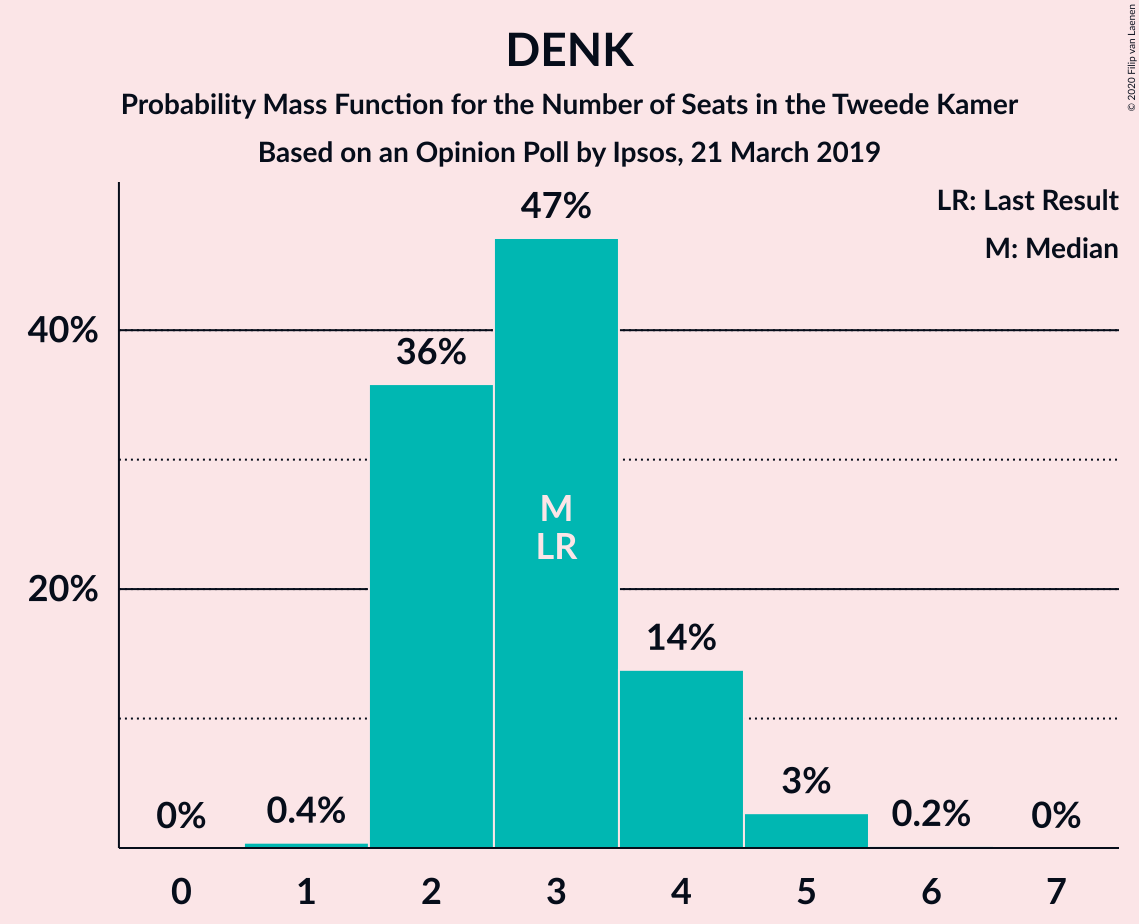 DENK
Probability Mass Function for the Number of Seats in the Tweede Kamer
Based on an Opinion Poll by Ipsos, 21 March 2019
© 2020 Filip van Laenen
LR: Last Result
M: Median
47%
40%
36%
M
LR
20%
14%
3%
0%
0.4%
0.2%
0%
0 1 2 3 4 5 6 7